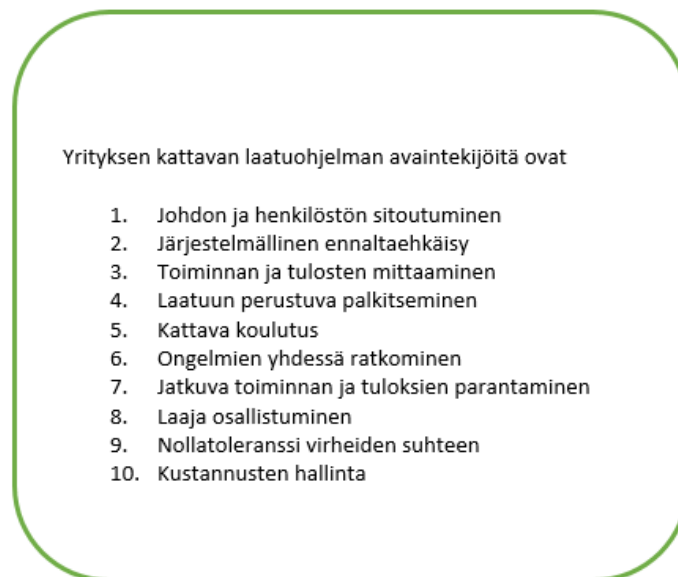 Yrityksen kattavan laatuohjelman avaintekijöitä ovat
1. Johdon ja henkilöstön sitoutuminen
2. Järjestelmällinen ennaltaehkäisy
3. Toiminnan ja tulosten mittaaminen
4. Laatuun perustuva palkitseminen
5. Kattava koulutus
6. Ongelmien yhdessä ratkominen
7. Jatkuva toiminnan ja tuloksien parantaminen
8. Laaja osallistuminen
9. Nollatoleranssi virheiden suhteen
10. Kustannusten hallinta